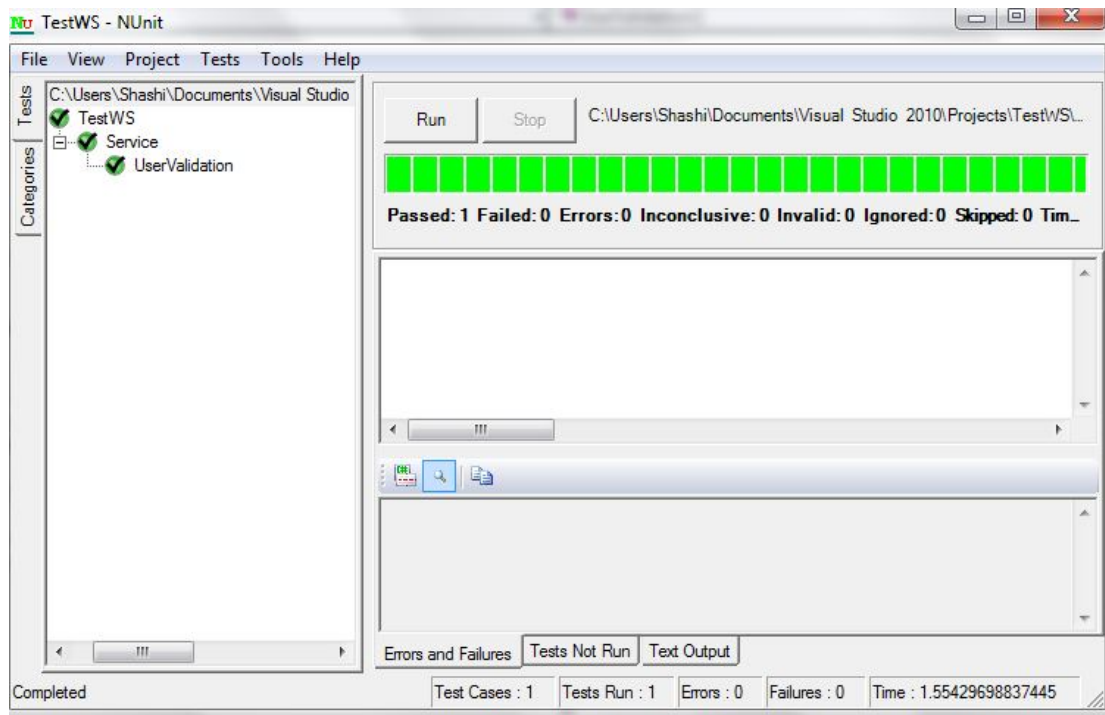 NU TestWS - NUnit
File View Project Tests Tools Help
Tests
Categories
C:\Users\Shashi\Documents\Visual Studio
TestWS
Service
UserValidation
Run
Stop
C:\Users\Shashi\Documents\Visual Studio 2010\Projects\TestWS\...
Passed: 1 Failed: 0 Errors: 0 Inconclusive: 0 Invalid: 0 Ignored: 0 Skipped: 0 Tim...
Errors and Failures
Tests Not Run
Text Output
Completed
Test Cases : 1
Tests Run : 1
Errors : 0
Failures : 0
Time : 1.55429698837445